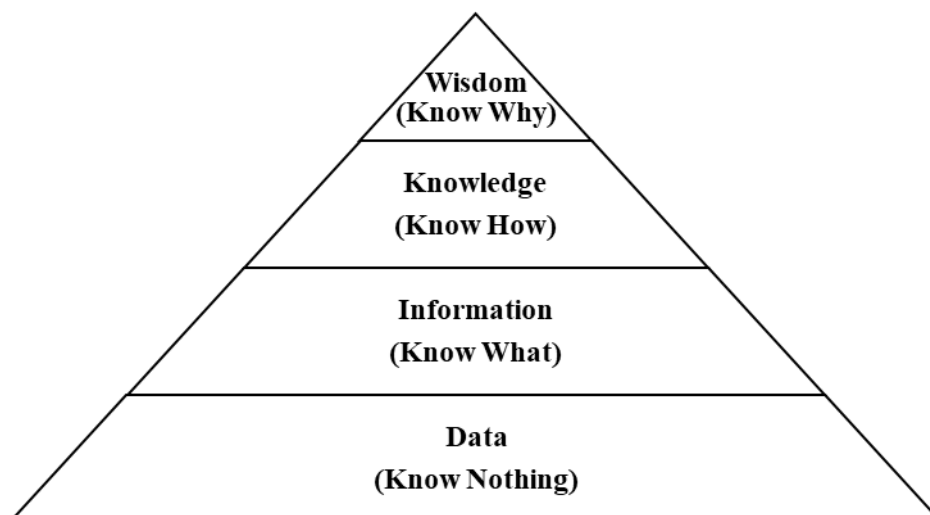 Wisdom
(Know Why)
Knowledge
(Know How)
Information
(Know What)
Data
(Know Nothing)